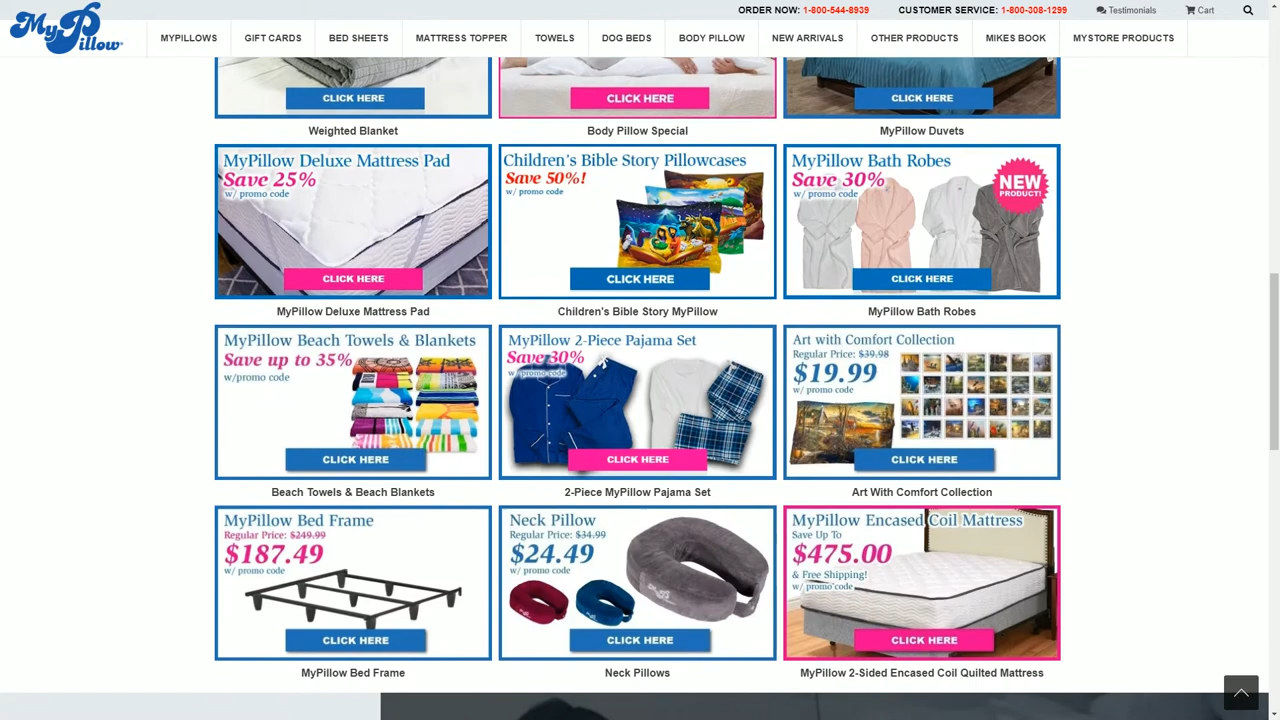 ORDER NOW: 1-800-544-8939 CUSTOMER SERVICE: 1-800-308-1299 Testimonials Cart
MyPillow®
MYPILLOWS GIFT CARDS BED SHEETS MATTRESS TOPPER TOWELS DOG BEDS BODY PILLOW NEW ARRIVALS OTHER PRODUCTS MIKES BOOK MYSTORE PRODUCTS
CLICK HERE
Weighted Blanket
CLICK HERE
Body Pillow Special
CLICK HERE
MyPillow Duvets
MyPillow Deluxe Mattress Pad
Save 25%
w/ promo code
CLICK HERE
MyPillow Deluxe Mattress Pad
Children's Bible Story Pillowcases
Save 50%!
w/ promo code
CLICK HERE
Children's Bible Story MyPillow
MyPillow Bath Robes
Save 30%
w/ promo code
NEW
PRODUCT!
CLICK HERE
MyPillow Bath Robes
MyPillow Beach Towels & Blankets
Save up to 35%
w/promo code
CLICK HERE
Beach Towels & Beach Blankets
MyPillow 2-Piece Pajama Set
Save 30%
w/ promo code
CLICK HERE
2-Piece MyPillow Pajama Set
Art with Comfort Collection
Regular Price: $39.98
$19.99
w/ promo code
CLICK HERE
Art With Comfort Collection
MyPillow Bed Frame
Regular Price: $249.99
$187.49
w/ promo code
CLICK HERE
MyPillow Bed Frame
Neck Pillow
Regular Price: $34.99
$24.49
w/ promo code
CLICK HERE
Neck Pillows
MyPillow Encased Coil Mattress
Save Up To
$475.00
& Free Shipping!
w/ promo code
CLICK HERE
MyPillow 2-Sided Encased Coil Quilted Mattress